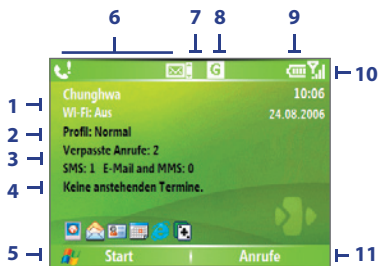 6 7 8 9
G
10
1 Chunghwa 10:06
Wi-Fi: Aus 24.08.2006
2 Profil: Normal
3 Verpasste Anrufe: 2
SMS: 1 E-Mail and MMS: 0
4 Keine anstehenden Termine.
5 Start Anrufe 11